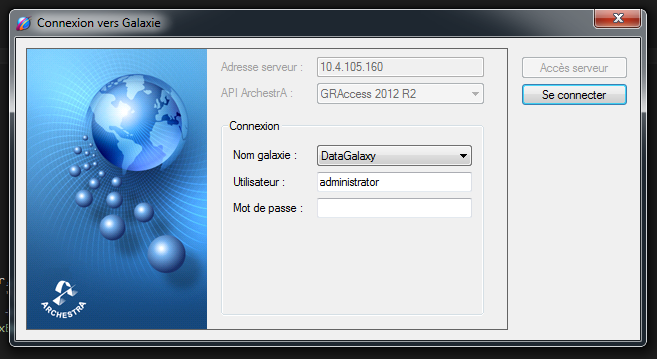 Connexion vers Galaxie
Adresse serveur :
10.4.105.160
Accès serveur
API ArchestrA :
GRAccess 2012 R2
Se connecter
Connexion
Nom galaxie :
DataGalaxy
Utilisateur :
administrator
Mot de passe :
ARCHESTRA